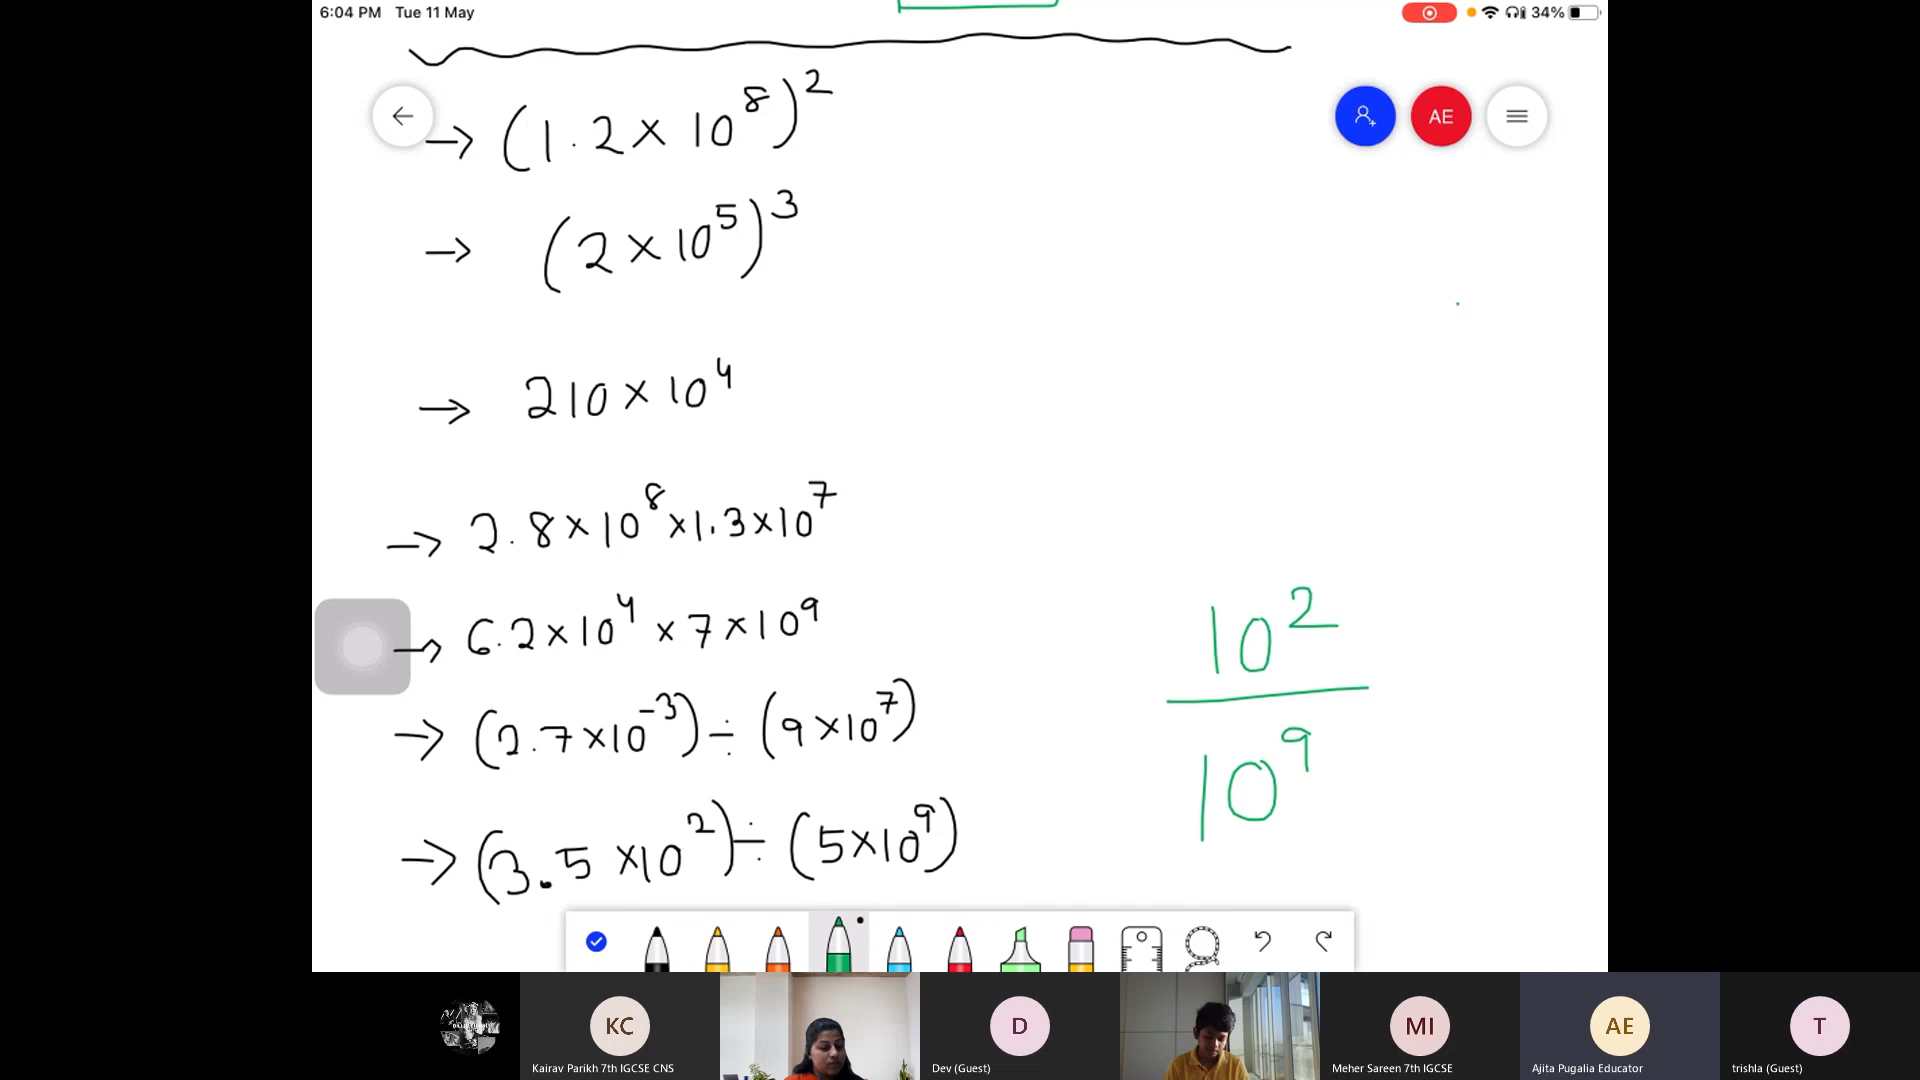 6:04 PM Tue 11 May 34%
→ (1.2 × 10⁸)²
AE
→ (2 × 10⁵)³
→ 210 × 10⁴
→ 2.8 × 10⁸ × 1.3 × 10⁷
→ 6.2 × 10⁴ × 7 × 10⁹
→ (2.7 × 10⁻³) ÷ (9 × 10⁷)
→ (3.5 × 10²) ÷ (5 × 10⁹)
10²
10⁹
KC D MI AE T
Kairav Parikh 7th IGCSE CNS Dev (Guest) Meher Sareen 7th IGCSE Ajita Pugalia Educator trishla (Guest)